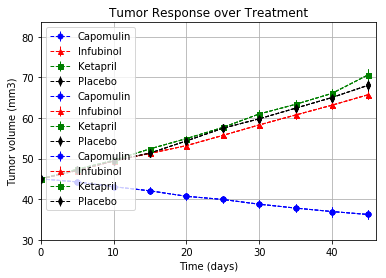 Tumor Response over Treatment
Tumor volume (mm3)
80
70
60
50
40
30
Capomulin
Infubinol
Ketapril
Placebo
Capomulin
Infubinol
Ketapril
Placebo
Capomulin
Infubinol
Ketapril
Placebo
0
10
20
30
40
Time (days)